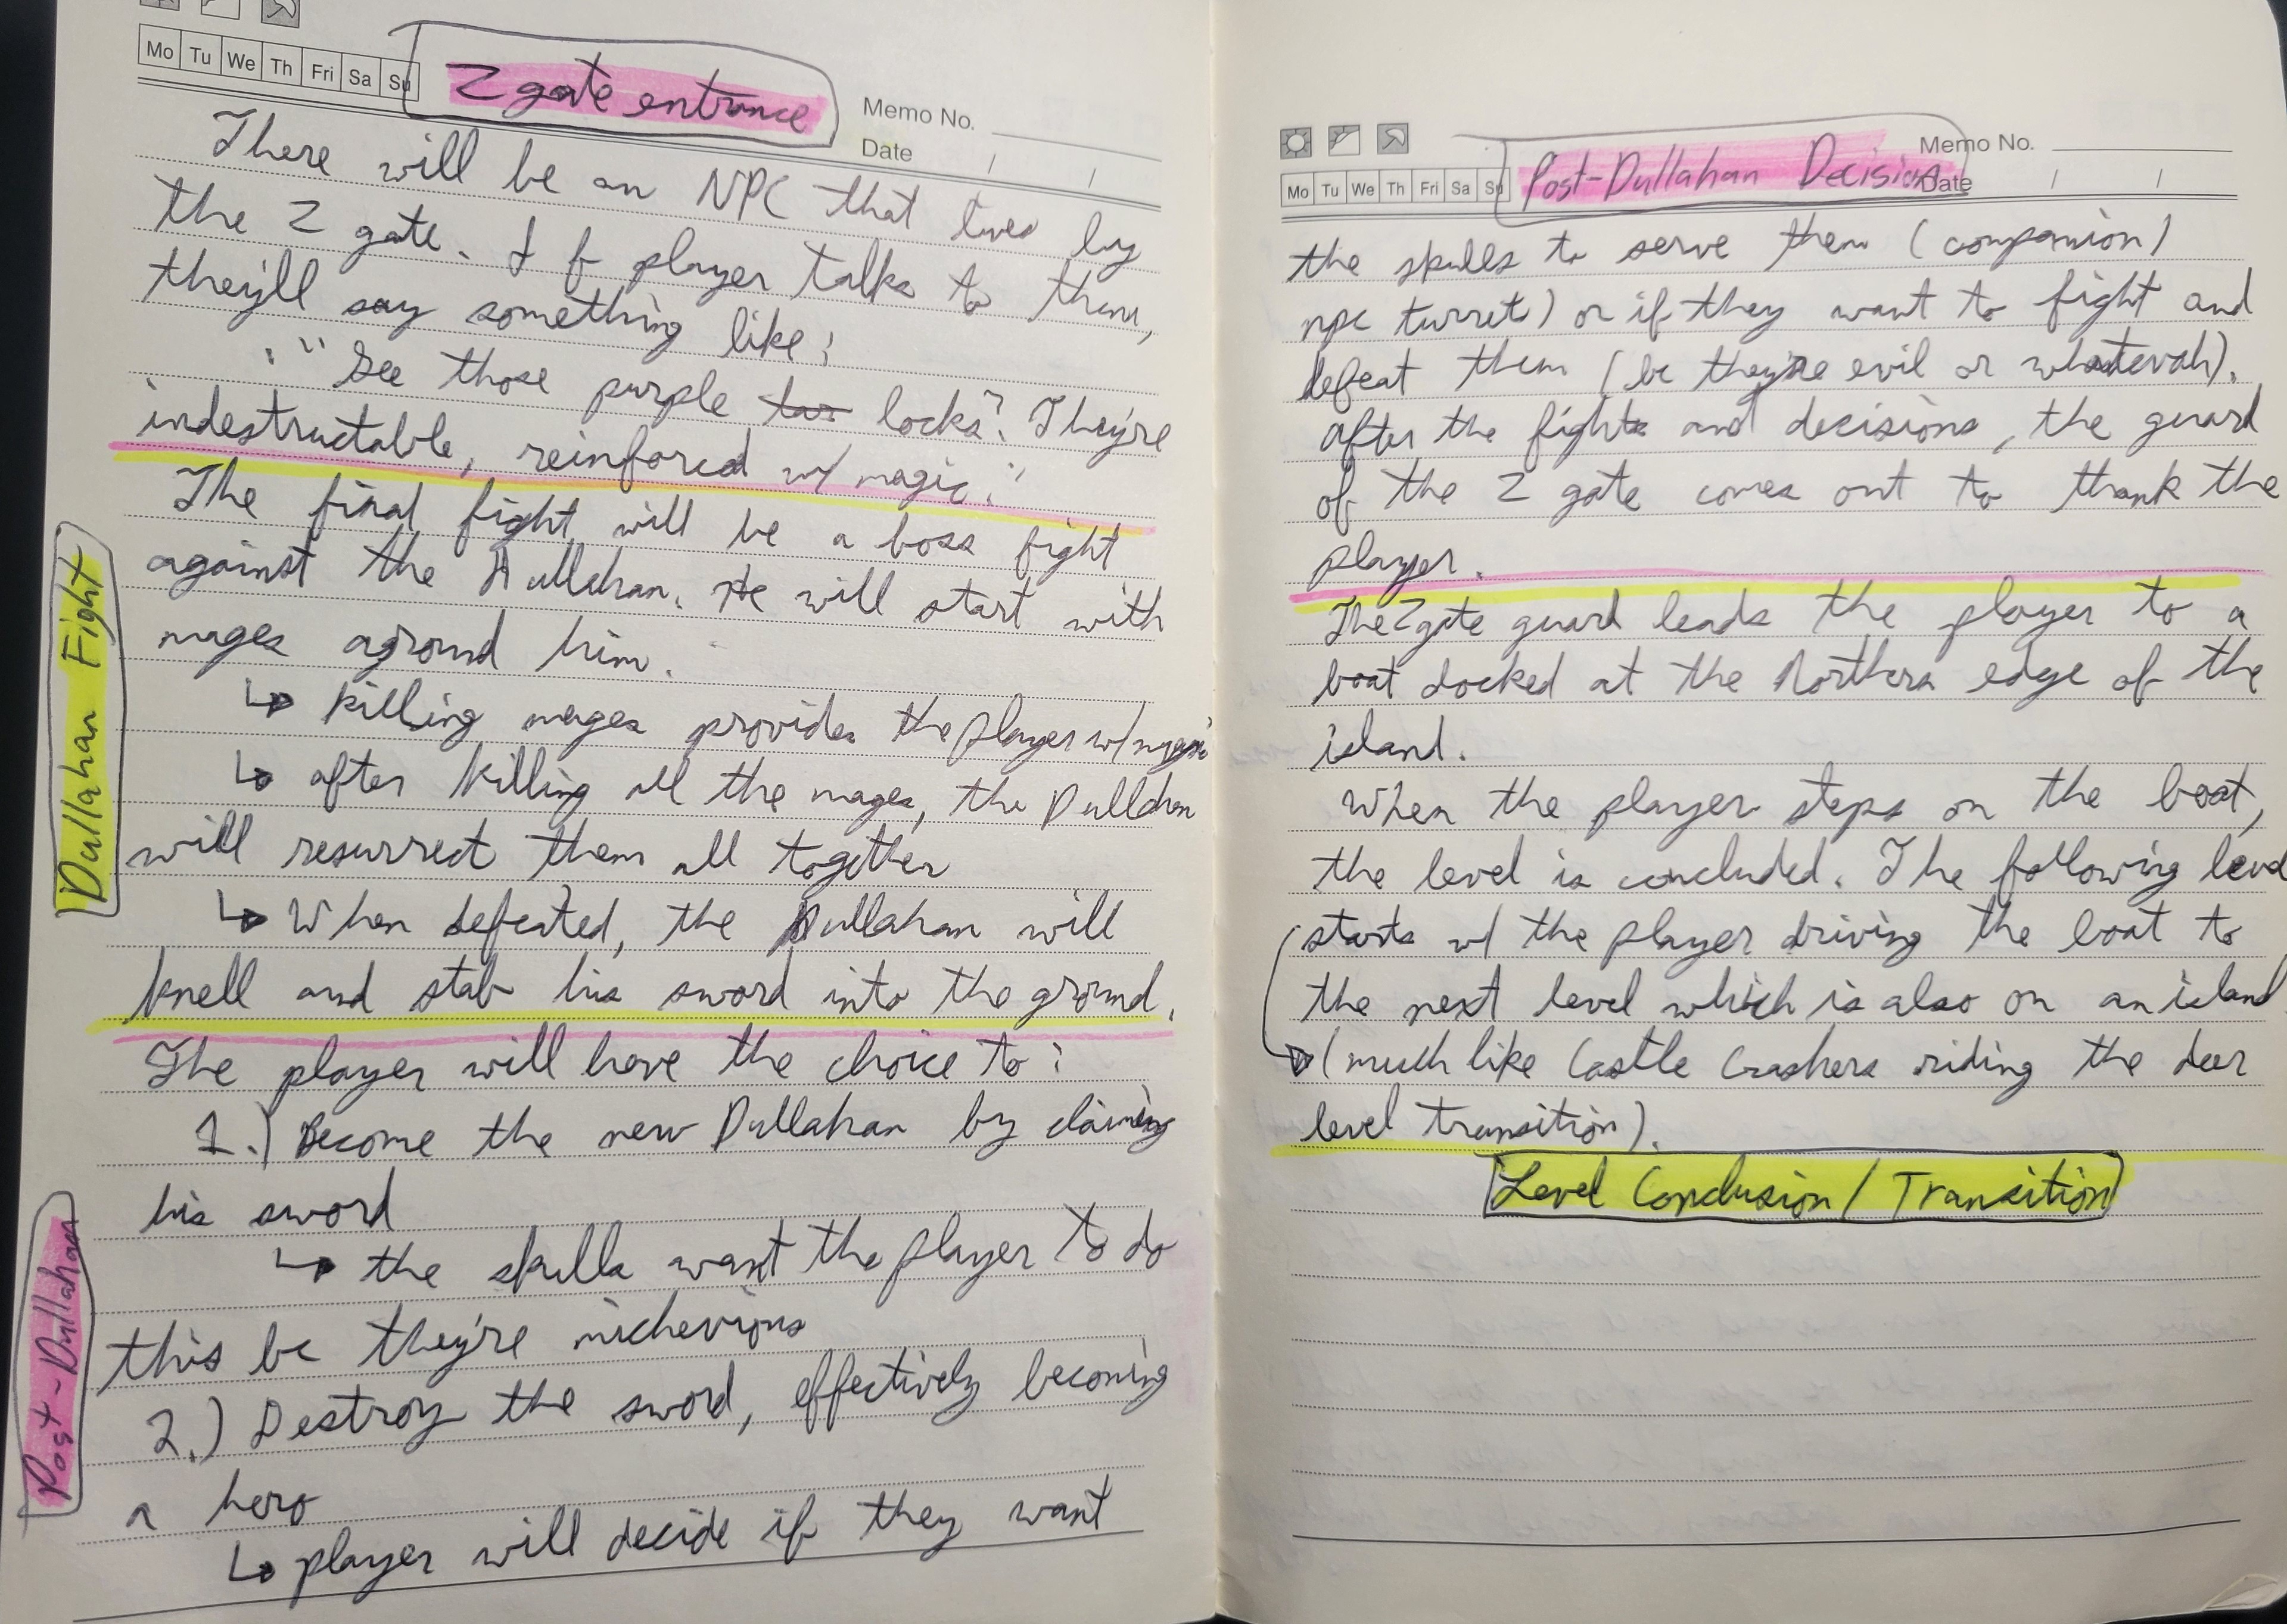 Mo Tu We Th Fri Sa Su
Z gate entrance
Memo No.
Date / /
There will be an NPC that lives by
the Z gate. If player talks to them,
they'll say something like:
"See those purple locks? They're
indestructable, reinforced w/ magic."
The final fight will be a boss fight
against the Dullahan. He will start with
mages aground him.
↳ killing mages provides the player w/ magic
↳ after killing all the mages, the Dullahan
will resurrect them all together
↳ When defeated, the Dullahan will
knell and stab his sword into the ground.
Dullahan Fight
The player will have the choice to:
1.) Become the new Dullahan by claiming
his sword
↳ the skulls want the player to do
this bc they're michevious
2.) Destroy the sword, effectively becoming
a hero
↳ player will decide if they want
Post-Dullahan
Mo Tu We Th Fri Sa Su
Post-Dullahan Decision
Memo No.
Date / /
the skulls to serve them (companion)
npc turret) or if they want to fight and
defeat them (bc they're evil or whatevah).
after the fights and decisions, the guard
of the Z gate comes out to thank the
player.
The Z gate guard leads the player to a
boat docked at the Northern edge of the
island.
When the player steps on the boat,
the level is concluded. The following level
starts w/ the player driving the boat to
the next level which is also on an island
(much like Castle Crashers riding the deer
level transition).
Level Conclusion / Transition